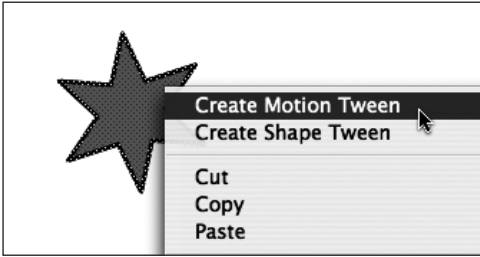 Create Motion Tween
Create Shape Tween
Cut
Copy
Paste